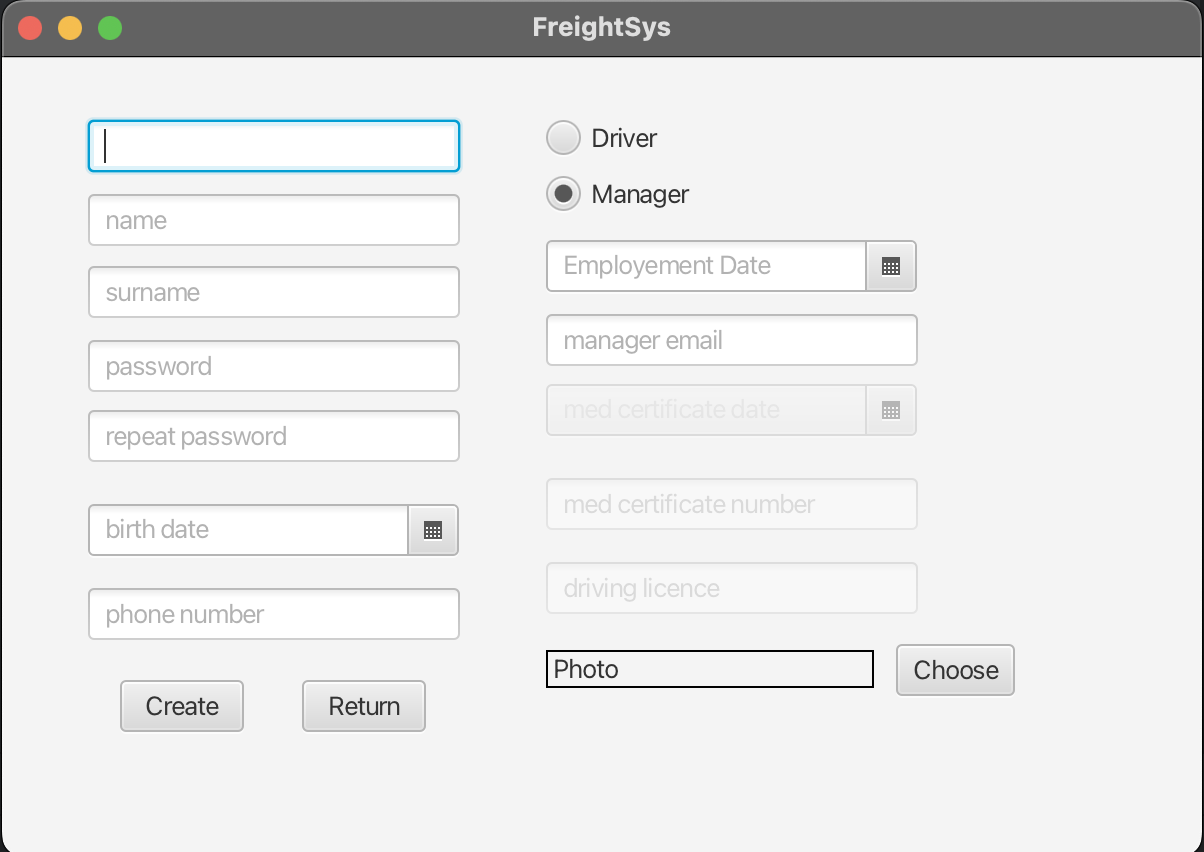 FreightSys
name
surname
password
repeat password
birth date
phone number
Create
Return
Driver
Manager
Employement Date
manager email
med certificate date
med certificate number
driving licence
Photo
Choose